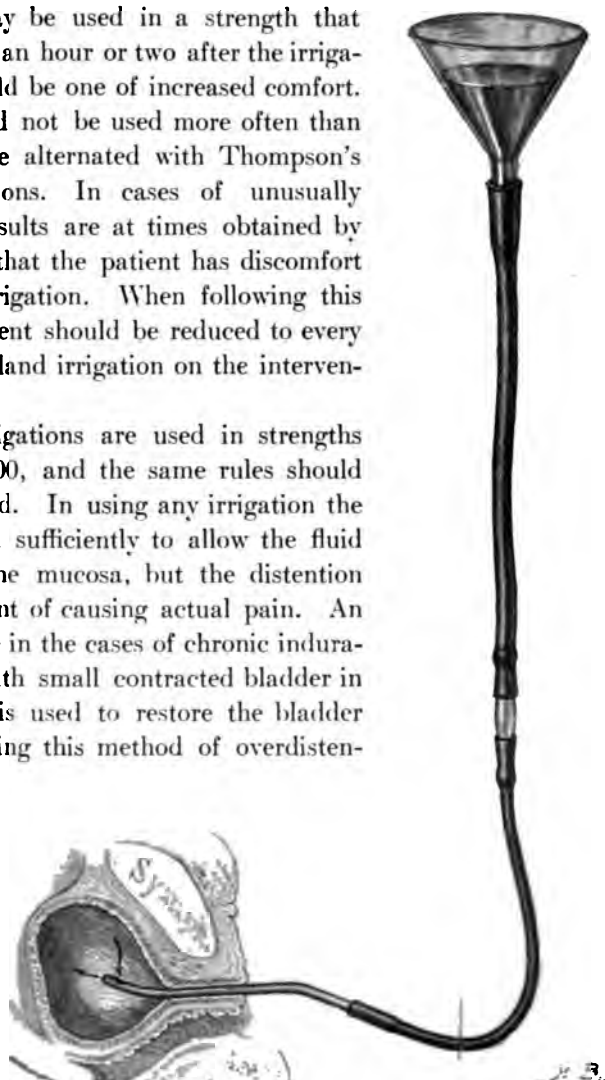 y be used in a strength that
an hour or two after the irriga-
ld be one of increased comfort.
l not be used more often than
e alternated with Thompson's
ons. In cases of unusually
sults are at times obtained by
that the patient has discomfort
rigation. When following this
ent should be reduced to every
land irrigation on the interven-
gations are used in strengths
00, and the same rules should
d. In using any irrigation the
sufficiently to allow the fluid
ne mucosa, but the distention
nt of causing actual pain. An
in the cases of chronic indura-
th small contracted bladder in
is used to restore the bladder
ing this method of overdisten-
Symph.